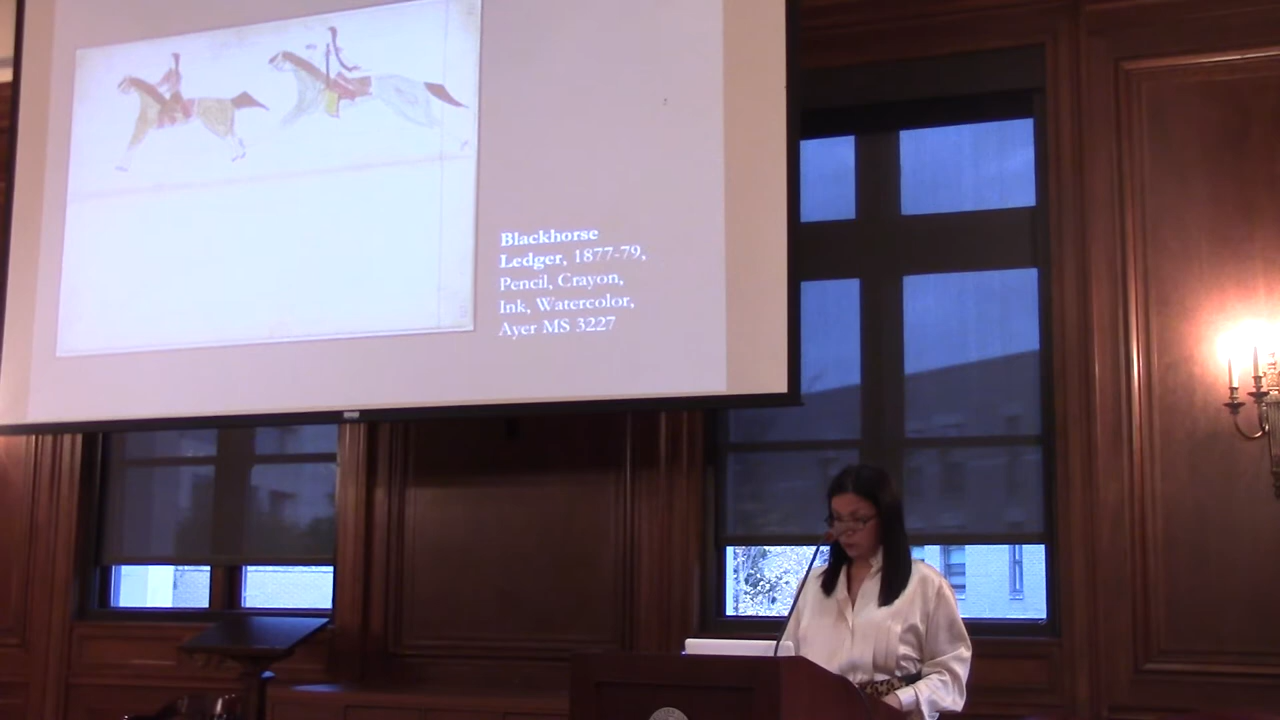 Blackhorse
Ledger, 1877-79,
Pencil, Crayon,
Ink, Watercolor,
Ayer MS 3227